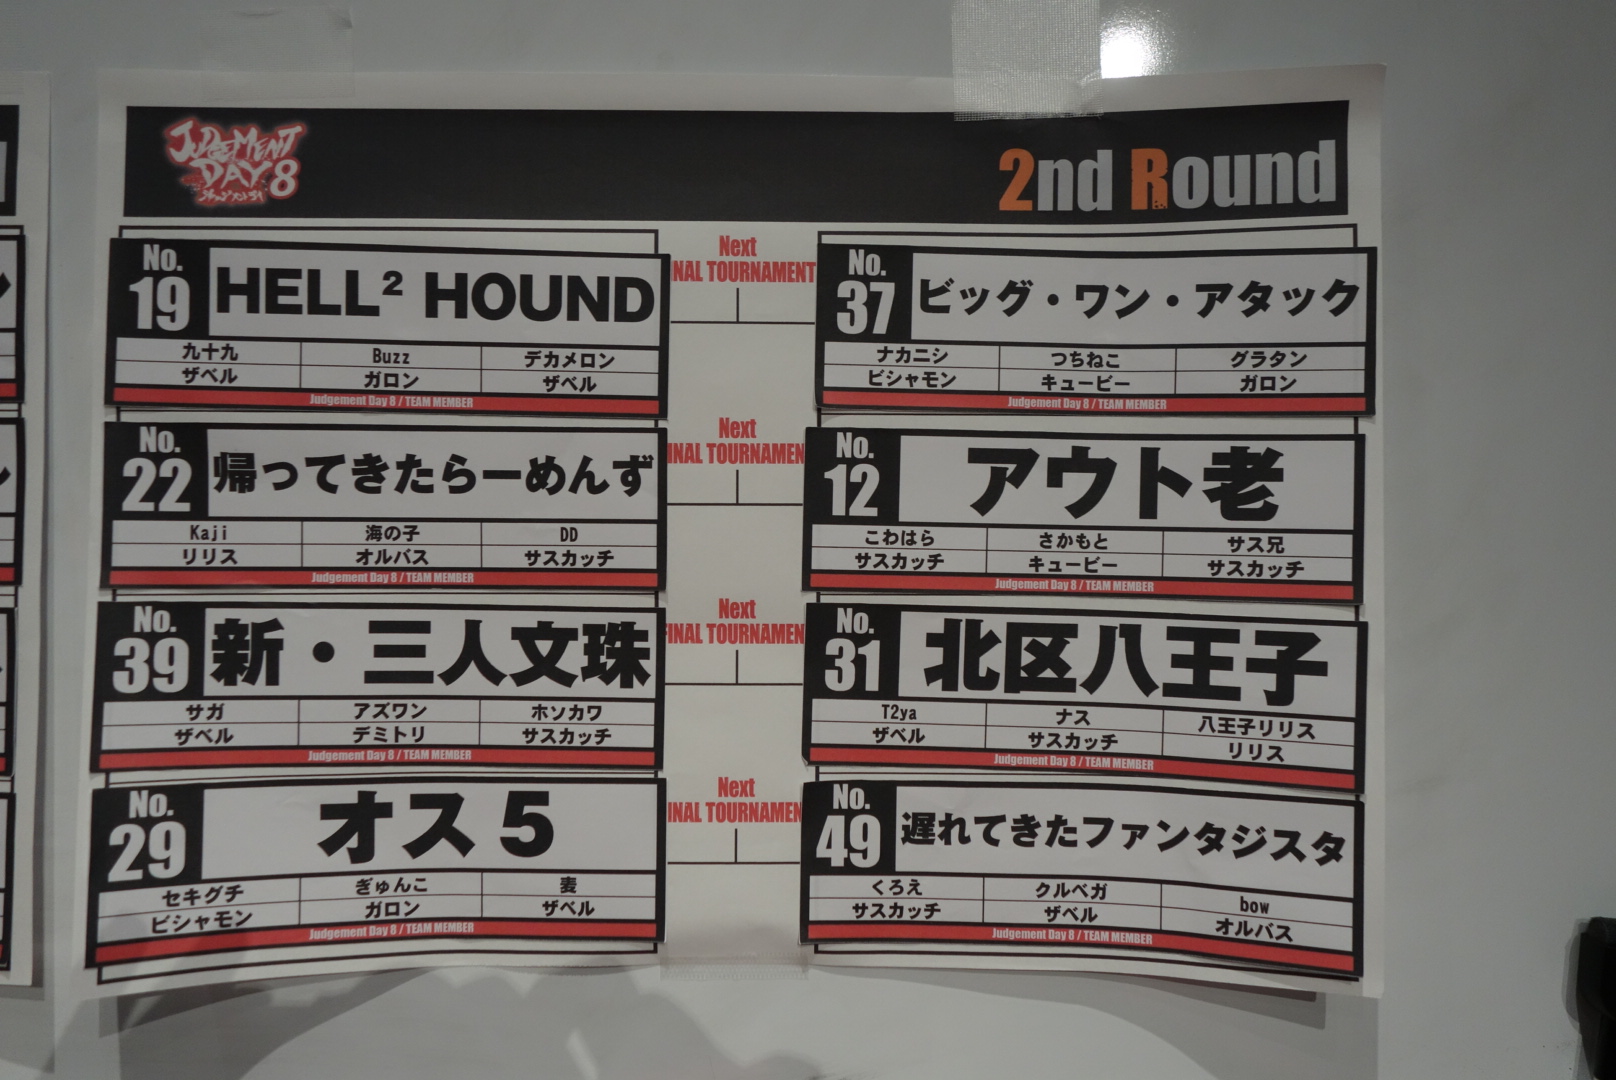 JUDGEMENT
DAY 8
2nd Round
No.
19
HELL² HOUND
九十九 Buzz デカメロン
ザベル ガロン ザベル
Judgement Day 8 / TEAM MEMBER
Next
NAL TOURNAMENT
No.
37
ビッグ・ワン・アタック
ナカニシ つちねこ グラタン
ビシャモン キュービー ガロン
Judgement Day 8 / TEAM MEMBER
No.
22
帰ってきたらーめんず
Kaji 海の子 DD
リリス オルバス サスカッチ
Judgement Day 8 / TEAM MEMBER
Next
INAL TOURNAMEN
No.
12
アウト老
こわはら さかもと サス兄
サスカッチ キュービー サスカッチ
Judgement Day 8 / TEAM MEMBER
No.
39
新・三人文珠
サガ アズワン ホソカワ
ザベル デミトリ サスカッチ
Judgement Day 8 / TEAM MEMBER
Next
INAL TOURNAMEN
No.
31
北区八王子
T2ya ナス 八王子リリス
ザベル サスカッチ リリス
Judgement Day 8 / TEAM MEMBER
No.
29
オス5
セキグチ ぎゅんこ 麦
ビシャモン ガロン ザベル
Judgement Day 8 / TEAM MEMBER
Next
INAL TOURNAMEN
No.
49
遅れてきたファンタジスタ
くろえ クルベガ bow
サスカッチ ザベル オルバス
Judgement Day 8 / TEAM MEMBER